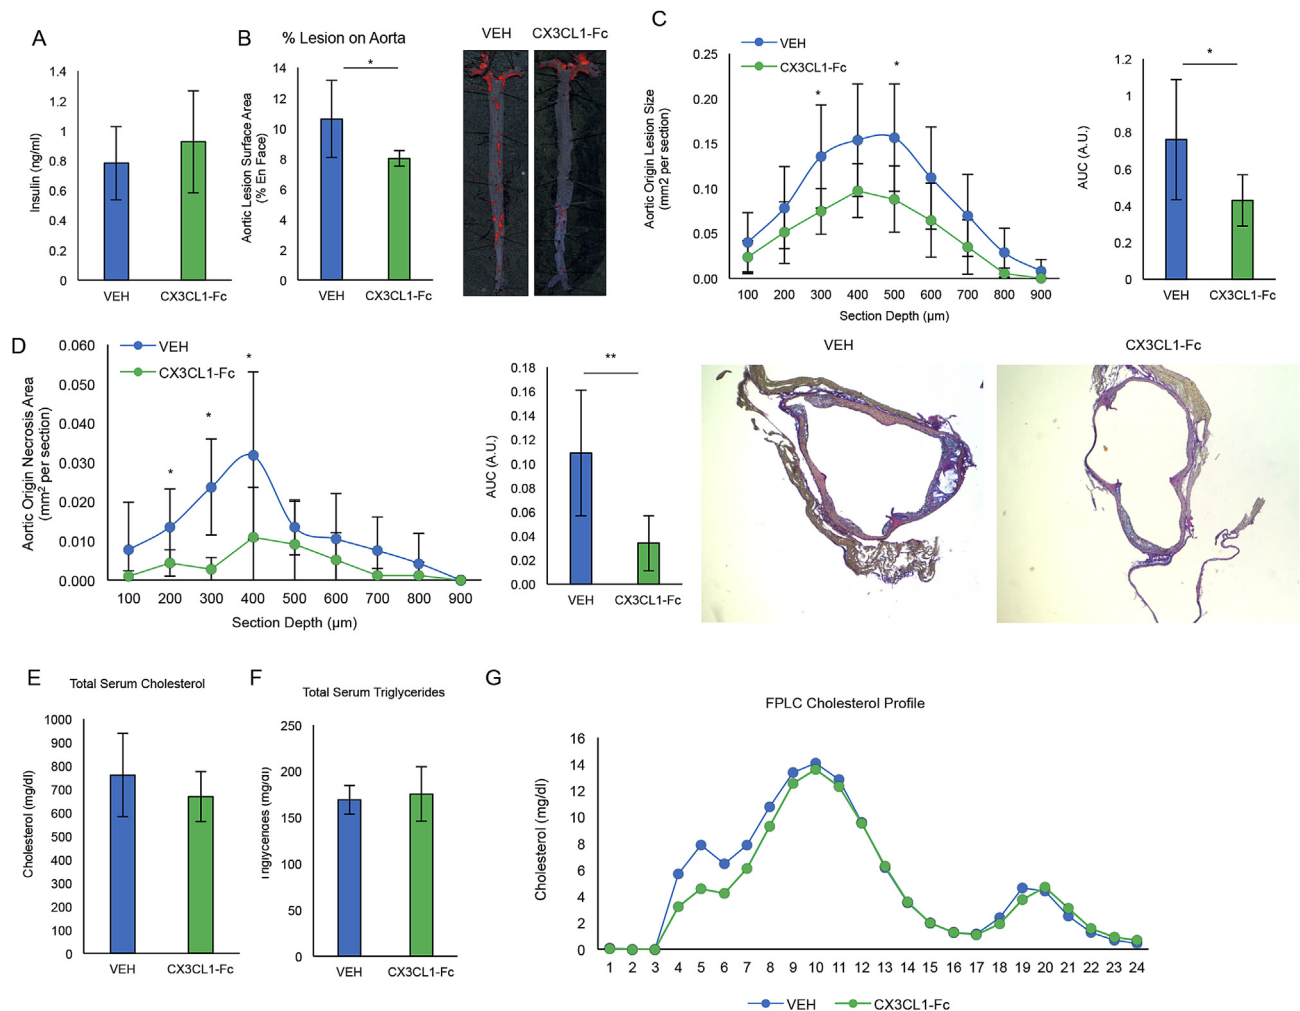 A
Insulin (ng/ml)
1.4
1.2
1
0.8
0.6
0.4
0.2
0
VEH
CX3CL1-Fc
B
% Lesion on Aorta
Aortic Lesion Surface Area
(% En Face)
14
12
10
8
6
4
2
0
*
VEH
CX3CL1-Fc
VEH
CX3CL1-Fc
C
VEH
CX3CL1-Fc
Aortic Origin Lesion Size
(mm2 per section)
0.25
0.20
0.15
0.10
0.05
0.00
*
*
100 200 300 400 500 600 700 800 900
Section Depth (µm)
AUC (A.U.)
1.2
1
0.8
0.6
0.4
0.2
0
*
VEH
CX3CL1-Fc
D
VEH
CX3CL1-Fc
Aortic Origin Necrosis Area
(mm² per section)
0.060
0.050
0.040
0.030
0.020
0.010
0.000
*
*
*
100 200 300 400 500 600 700 800 900
Section Depth (µm)
AUC (A.U.)
0.18
0.16
0.14
0.12
0.10
0.08
0.06
0.04
0.02
0.00
**
VEH
CX3CL1-Fc
VEH
CX3CL1-Fc
E
Total Serum Cholesterol
Cholesterol (mg/dl)
1000
900
800
700
600
500
400
300
200
100
0
VEH
CX3CL1-Fc
F
Total Serum Triglycerides
Triglycerides (mg/dl)
250
200
150
100
50
0
VEH
CX3CL1-Fc
G
FPLC Cholesterol Profile
Cholesterol (mg/dl)
16
14
12
10
8
6
4
2
0
1 2 3 4 5 6 7 8 9 10 11 12 13 14 15 16 17 18 19 20 21 22 23 24
VEH
CX3CL1-Fc